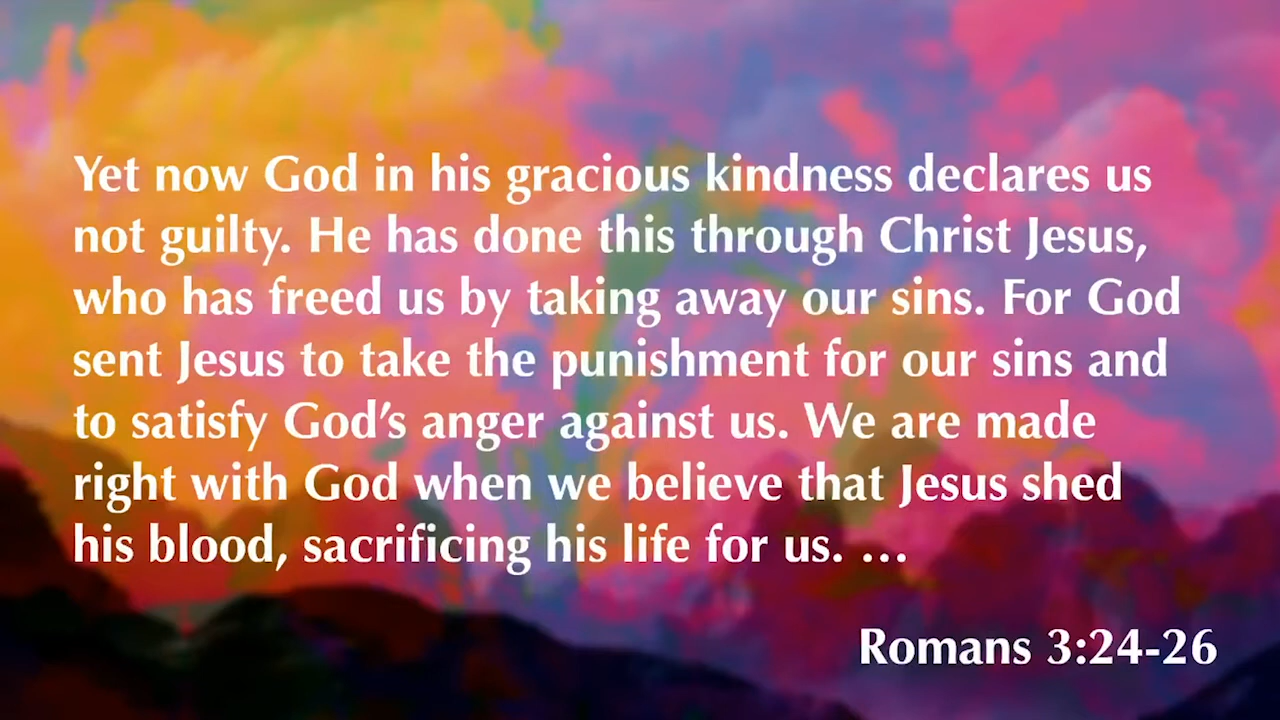 Yet now God in his gracious kindness declares us
not guilty. He has done this through Christ Jesus,
who has freed us by taking away our sins. For God
sent Jesus to take the punishment for our sins and
to satisfy God’s anger against us. We are made
right with God when we believe that Jesus shed
his blood, sacrificing his life for us. …
Romans 3:24-26